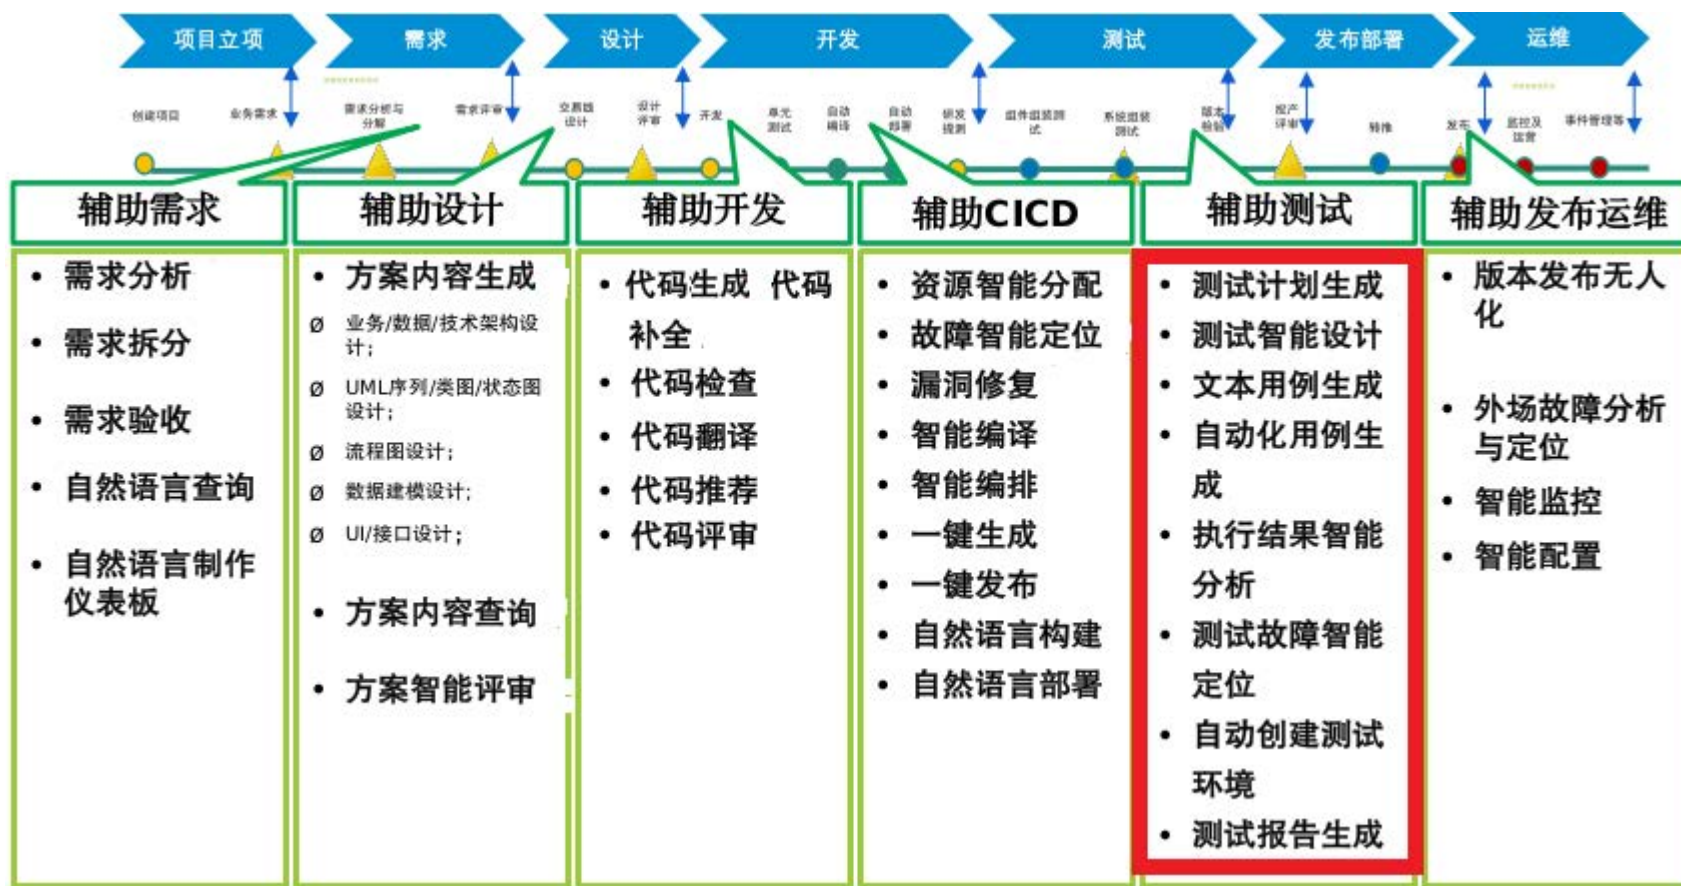 项目立项
需求
设计
开发
测试
发布部署
运维
创建项目
业务需求
需求分析与
分解
需求评审
交易级
设计
设计
评审
开发
单元
测试
自动
编译
自动
部署
研发
提测
组件组装测
试
系统组装
测试
版本
检验
投产
评审
转推
发布
监控及
运营
事件管理等
辅助需求
辅助设计
辅助开发
辅助CICD
辅助测试
辅助发布运维
• 需求分析
• 需求拆分
• 需求验收
• 自然语言查询
• 自然语言制作
仪表板
• 方案内容生成
Ø 业务/数据/技术架构设
计；
Ø UML序列/类图/状态图
设计；
Ø 流程图设计；
Ø 数据建模设计；
Ø UI/接口设计；
• 方案内容查询
• 方案智能评审
• 代码生成 代码
补全
• 代码检查
• 代码翻译
• 代码推荐
• 代码评审
• 资源智能分配
• 故障智能定位
• 漏洞修复
• 智能编译
• 智能编排
• 一键生成
• 一键发布
• 自然语言构建
• 自然语言部署
• 测试计划生成
• 测试智能设计
• 文本用例生成
• 自动化用例生
成
• 执行结果智能
分析
• 测试故障智能
定位
• 自动创建测试
环境
• 测试报告生成
• 版本发布无人
化
• 外场故障分析
与定位
• 智能监控
• 智能配置